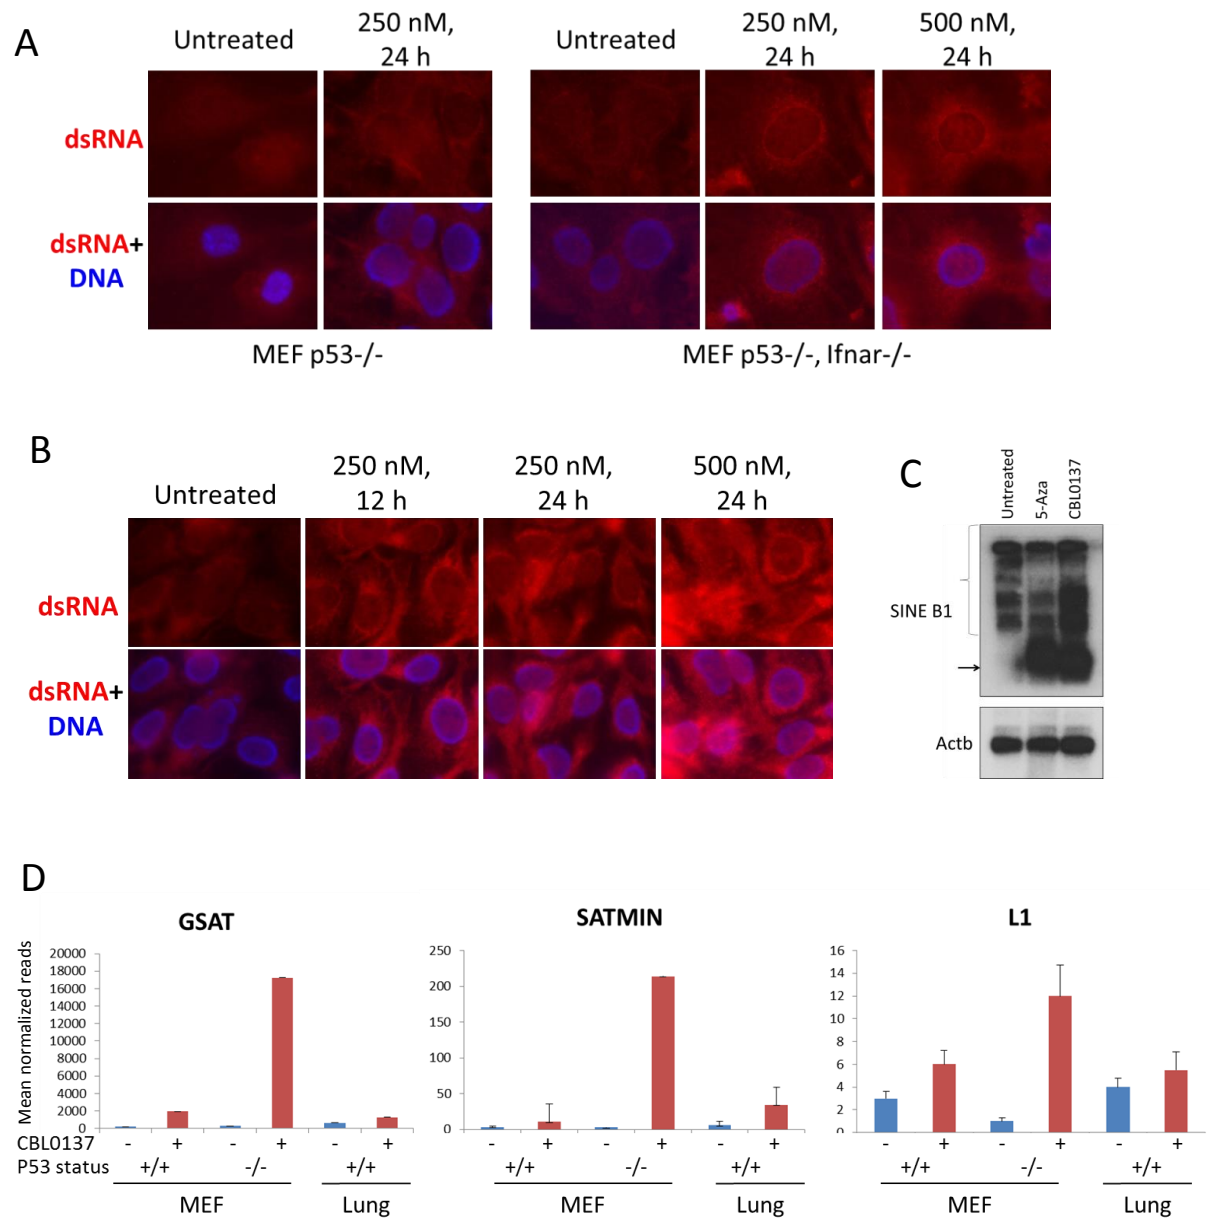 A
Untreated
250 nM,
24 h
Untreated
250 nM,
24 h
500 nM,
24 h
dsRNA
dsRNA+
DNA
MEF p53-/-
MEF p53-/-, Ifnar-/-
B
Untreated
250 nM,
12 h
250 nM,
24 h
500 nM,
24 h
dsRNA
dsRNA+
DNA
C
Untreated
5-Aza
CBL0137
SINE B1
Actb
D
GSAT
Mean normalized reads
20000
18000
16000
14000
12000
10000
8000
6000
4000
2000
0
SATMIN
250
200
150
100
50
0
L1
16
14
12
10
8
6
4
2
0
CBL0137 - + - + - + - + - + - + - + - + - +
P53 status +/+ -/- +/+ +/+ -/- +/+ +/+ -/- +/+
MEF Lung MEF Lung MEF Lung